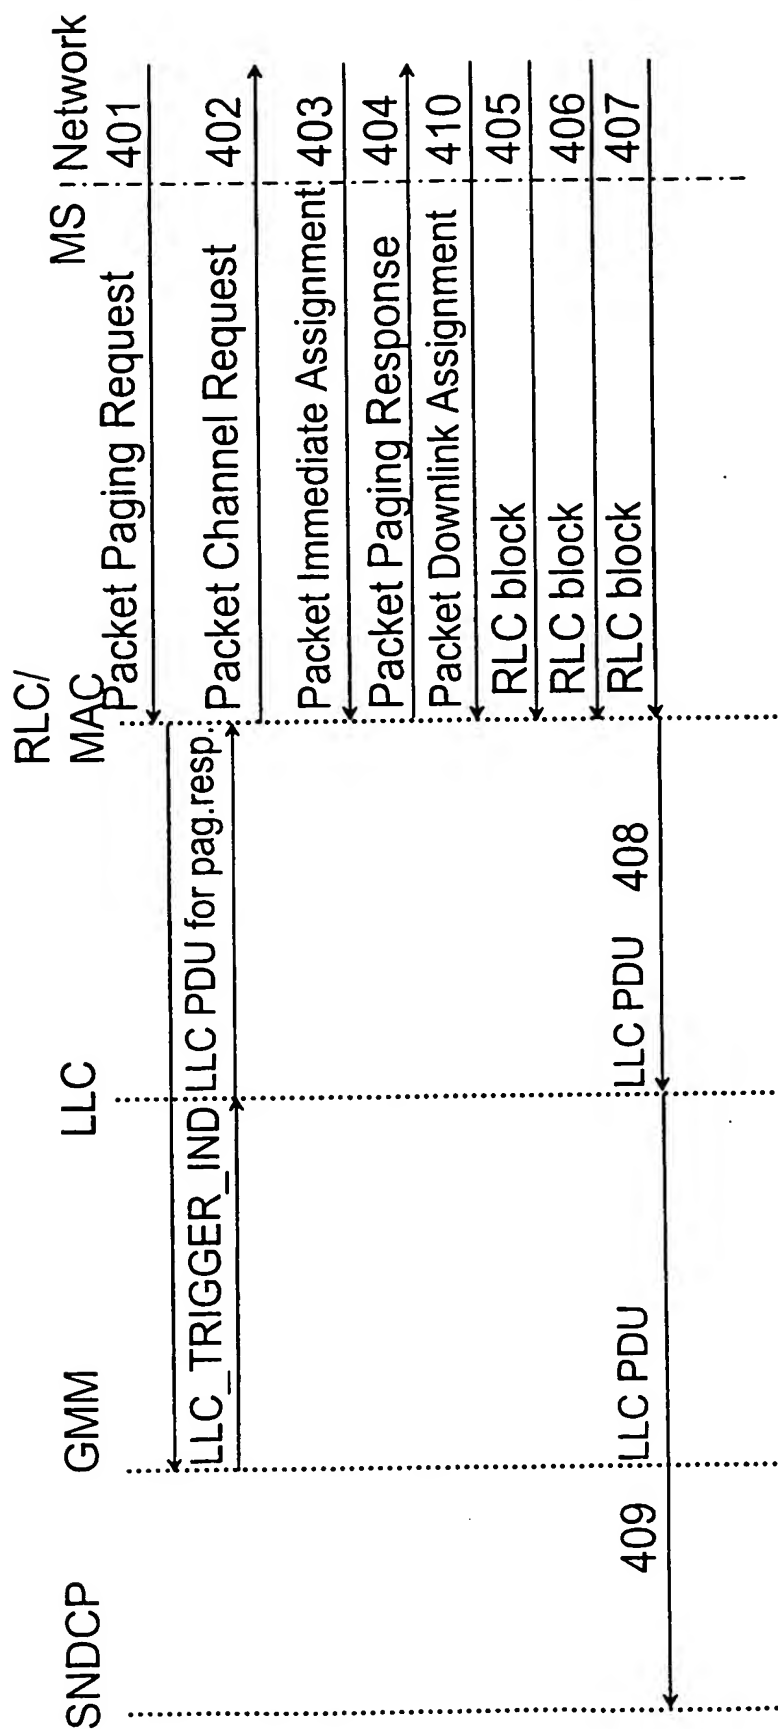 SNDCP
GMM
LLC
RLC/
MAC
MS
Network
Packet Paging Request
401
LLC_TRIGGER_IND
LLC PDU for pag.resp.
Packet Channel Request
402
Packet Immediate Assignment
403
Packet Paging Response
404
Packet Downlink Assignment
410
RLC block
405
RLC block
406
RLC block
407
LLC PDU
408
409
LLC PDU